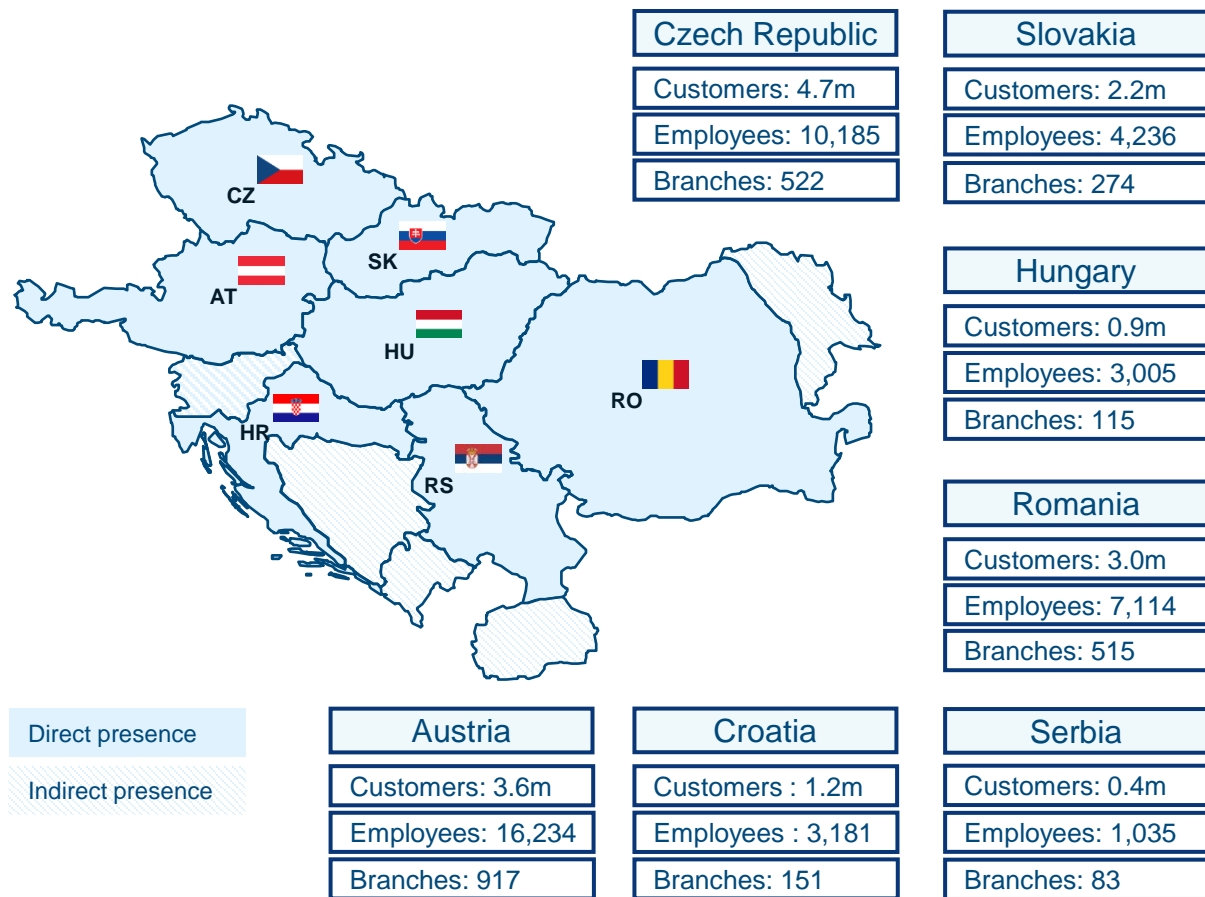 Czech Republic
Customers: 4.7m
Employees: 10,185
Branches: 522
Slovakia
Customers: 2.2m
Employees: 4,236
Branches: 274
CZ
SK
AT
HU
RO
HR
RS
Hungary
Customers: 0.9m
Employees: 3,005
Branches: 115
Romania
Customers: 3.0m
Employees: 7,114
Branches: 515
Direct presence
Indirect presence
Austria
Customers: 3.6m
Employees: 16,234
Branches: 917
Croatia
Customers : 1.2m
Employees : 3,181
Branches: 151
Serbia
Customers: 0.4m
Employees: 1,035
Branches: 83